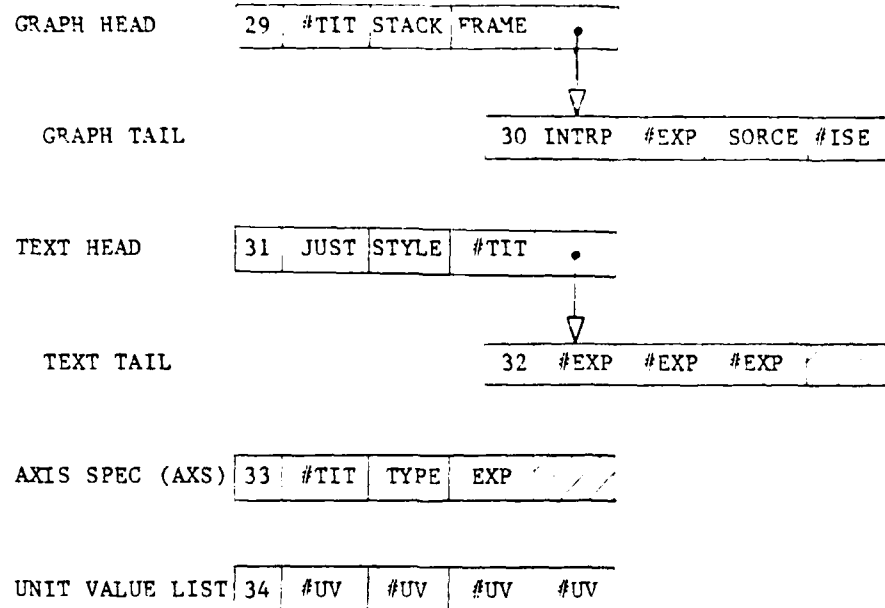 GRAPH HEAD 29 #TIT STACK FRAME
GRAPH TAIL 30 INTRP #EXP SORCE #ISE
TEXT HEAD 31 JUST STYLE #TIT
TEXT TAIL 32 #EXP #EXP #EXP
AXIS SPEC (AXS) 33 #TIT TYPE EXP
UNIT VALUE LIST 34 #UV #UV #UV #UV